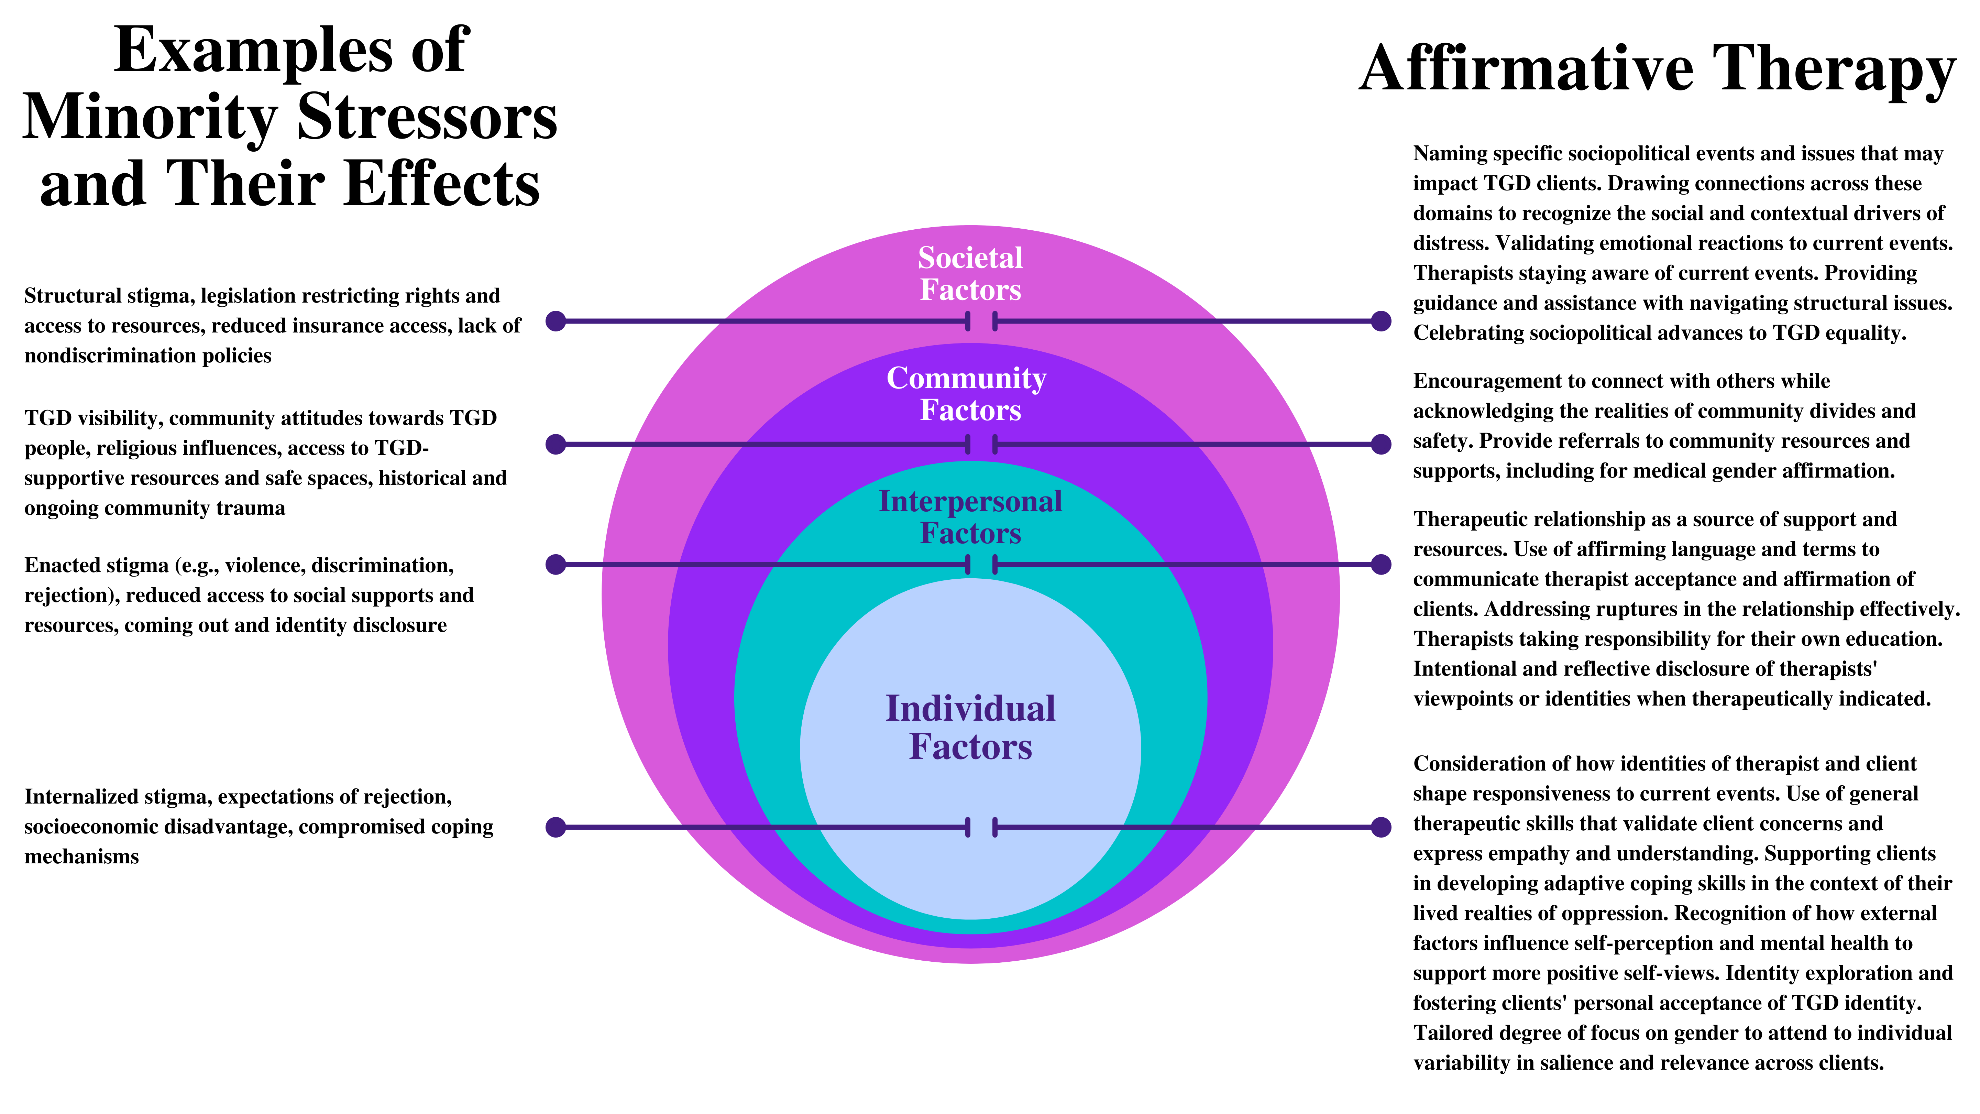 Examples of
Minority Stressors
and Their Effects
Structural stigma, legislation restricting rights and
access to resources, reduced insurance access, lack of
nondiscrimination policies
TGD visibility, community attitudes towards TGD
people, religious influences, access to TGD-
supportive resources and safe spaces, historical and
ongoing community trauma
Enacted stigma (e.g., violence, discrimination,
rejection), reduced access to social supports and
resources, coming out and identity disclosure
Internalized stigma, expectations of rejection,
socioeconomic disadvantage, compromised coping
mechanisms
Societal
Factors
Community
Factors
Interpersonal
Factors
Individual
Factors
Affirmative Therapy
Naming specific sociopolitical events and issues that may
impact TGD clients. Drawing connections across these
domains to recognize the social and contextual drivers of
distress. Validating emotional reactions to current events.
Therapists staying aware of current events. Providing
guidance and assistance with navigating structural issues.
Celebrating sociopolitical advances to TGD equality.
Encouragement to connect with others while
acknowledging the realities of community divides and
safety. Provide referrals to community resources and
supports, including for medical gender affirmation.
Therapeutic relationship as a source of support and
resources. Use of affirming language and terms to
communicate therapist acceptance and affirmation of
clients. Addressing ruptures in the relationship effectively.
Therapists taking responsibility for their own education.
Intentional and reflective disclosure of therapists'
viewpoints or identities when therapeutically indicated.
Consideration of how identities of therapist and client
shape responsiveness to current events. Use of general
therapeutic skills that validate client concerns and
express empathy and understanding. Supporting clients
in developing adaptive coping skills in the context of their
lived realties of oppression. Recognition of how external
factors influence self-perception and mental health to
support more positive self-views. Identity exploration and
fostering clients' personal acceptance of TGD identity.
Tailored degree of focus on gender to attend to individual
variability in salience and relevance across clients.